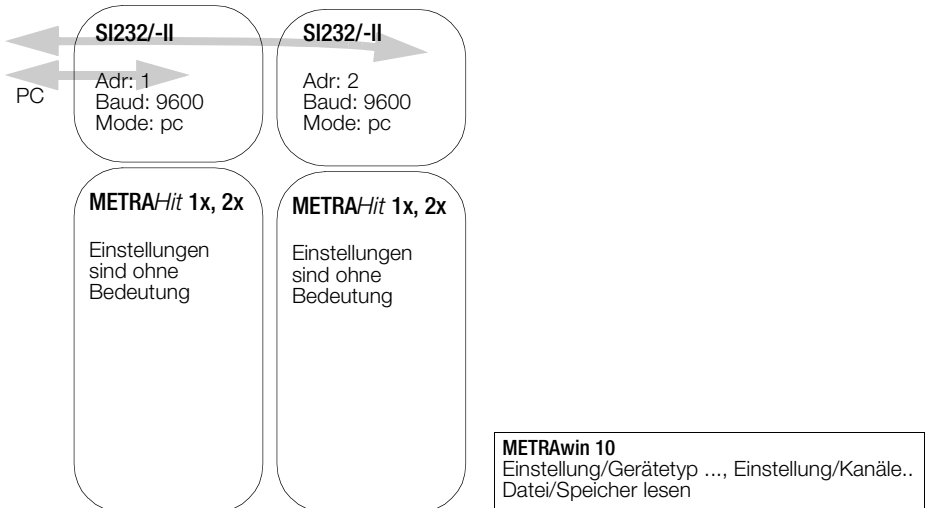 PC
SI232/-II
Adr: 1
Baud: 9600
Mode: pc
SI232/-II
Adr: 2
Baud: 9600
Mode: pc
METRAHit 1x, 2x
Einstellungen
sind ohne
Bedeutung
METRAHit 1x, 2x
Einstellungen
sind ohne
Bedeutung
METRAwin 10
Einstellung/Gerätetyp ..., Einstellung/Kanäle..
Datei/Speicher lesen